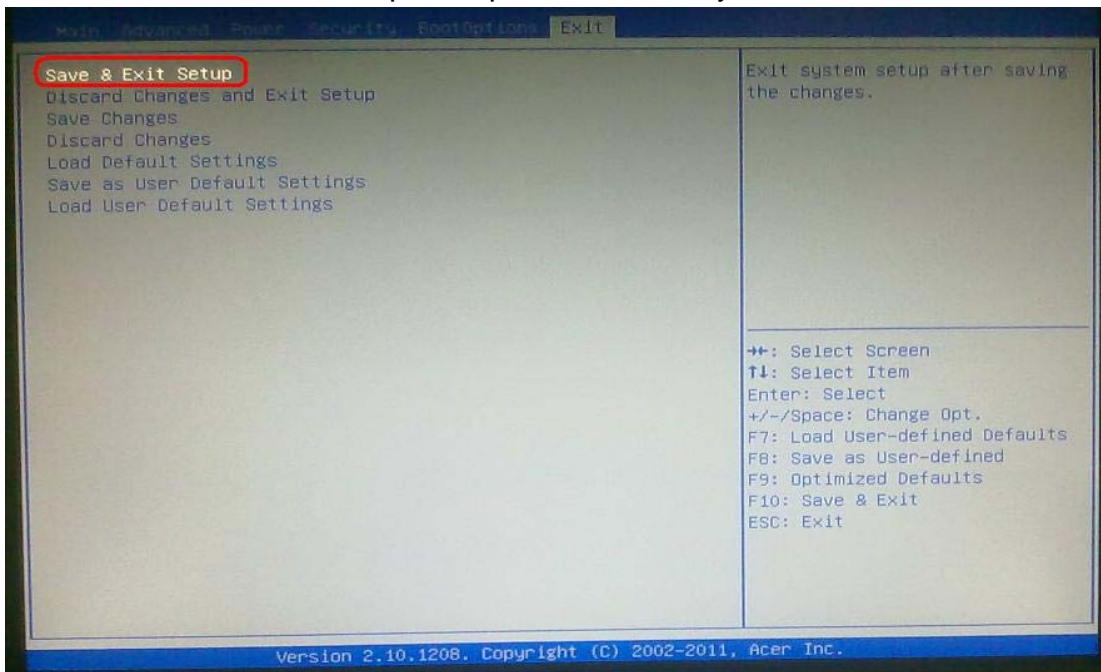 Main Advanced Power Security BootOptions Exit
Save & Exit Setup
Discard Changes and Exit Setup
Save Changes
Discard Changes
Load Default Settings
Save as User Default Settings
Load User Default Settings
Exit system setup after saving
the changes.
→←: Select Screen
↑↓: Select Item
Enter: Select
+/-/Space: Change Opt.
F7: Load User-defined Defaults
F8: Save as User-defined
F9: Optimized Defaults
F10: Save & Exit
ESC: Exit
Version 2.10.1208. Copyright (C) 2002-2011, Acer Inc.